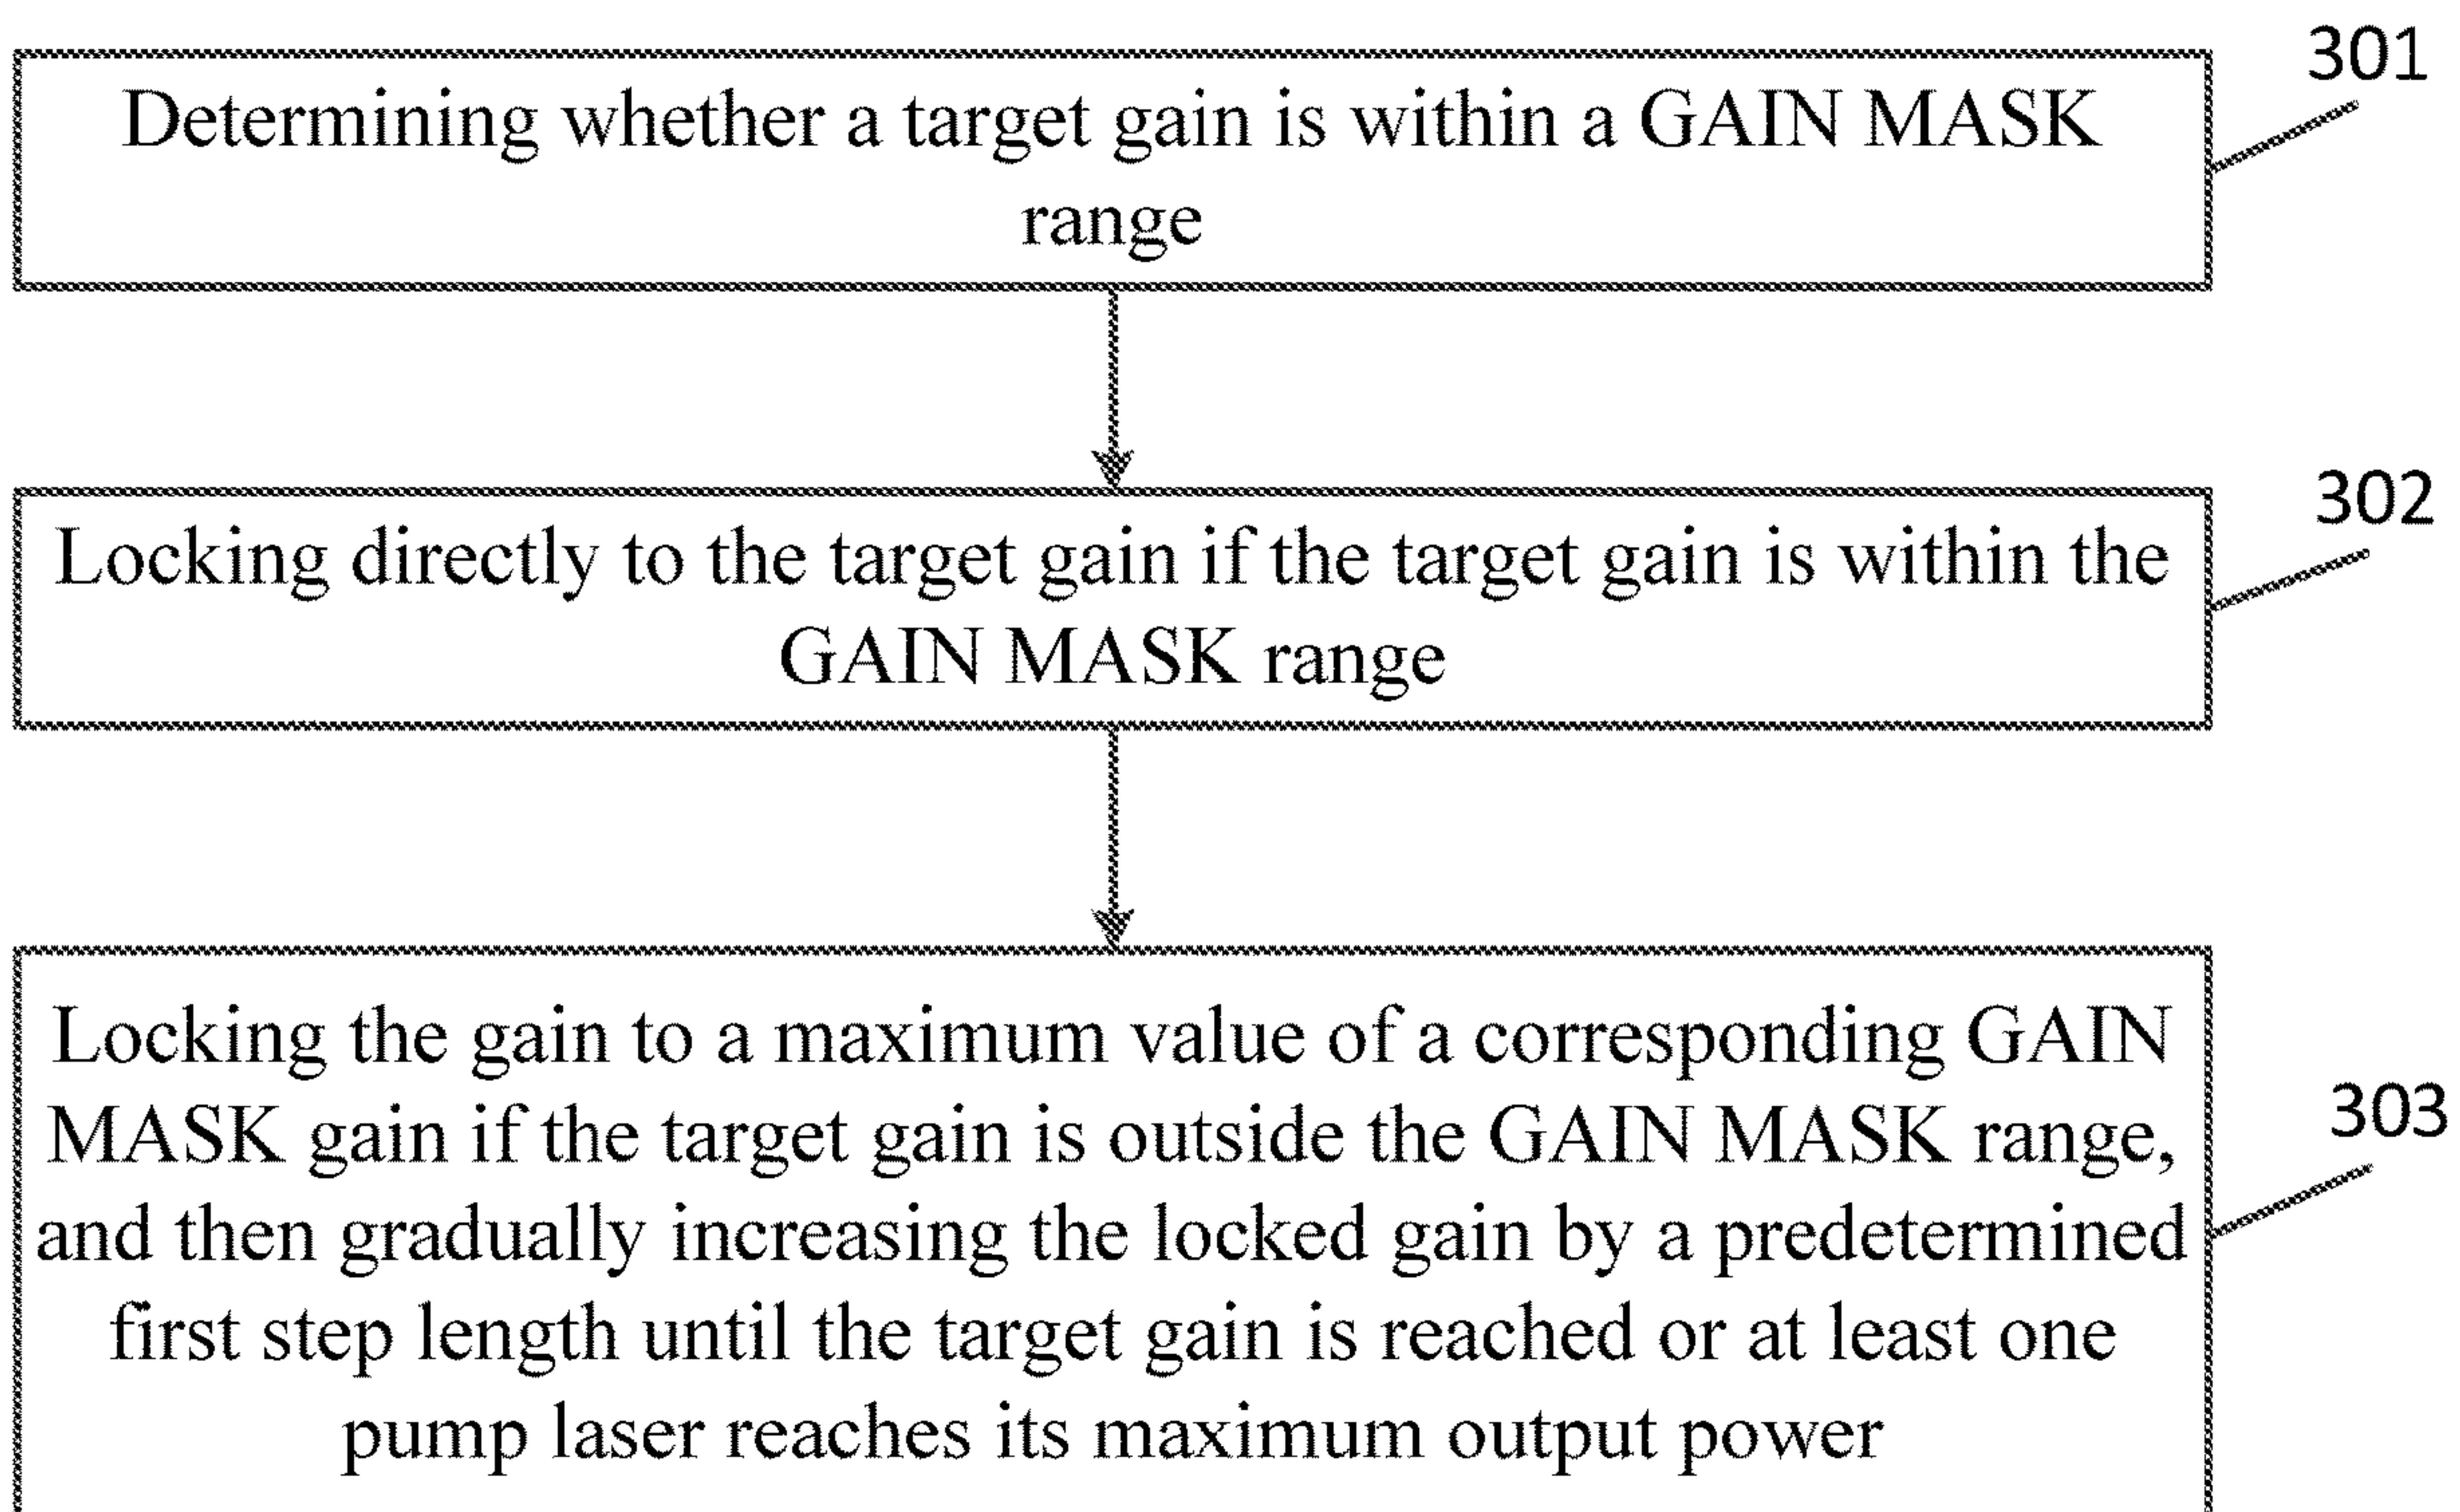 301
Determining whether a target gain is within a GAIN MASK
range
302
Locking directly to the target gain if the target gain is within the
GAIN MASK range
303
Locking the gain to a maximum value of a corresponding GAIN
MASK gain if the target gain is outside the GAIN MASK range,
and then gradually increasing the locked gain by a predetermined
first step length until the target gain is reached or at least one
pump laser reaches its maximum output power